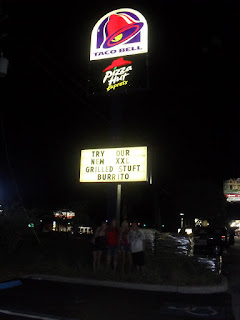 TACO BELL
Pizza
Hut
Express
TRY OUR
NEW XXL
GRILLED STUFT
BURRITO